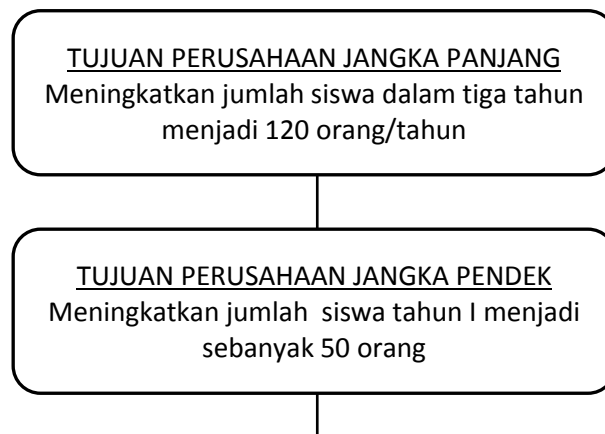 TUJUAN PERUSAHAAN JANGKA PANJANG
Meningkatkan jumlah siswa dalam tiga tahun
menjadi 120 orang/tahun
TUJUAN PERUSAHAAN JANGKA PENDEK
Meningkatkan jumlah  siswa tahun I menjadi
sebanyak 50 orang